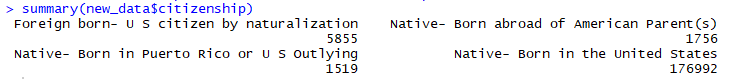 > summary(new_data$citizenship)
Foreign born- U S citizen by naturalization    Native- Born abroad of American Parent(s)
5855    1756
Native- Born in Puerto Rico or U S Outlying    Native- Born in the United States
1519    176992